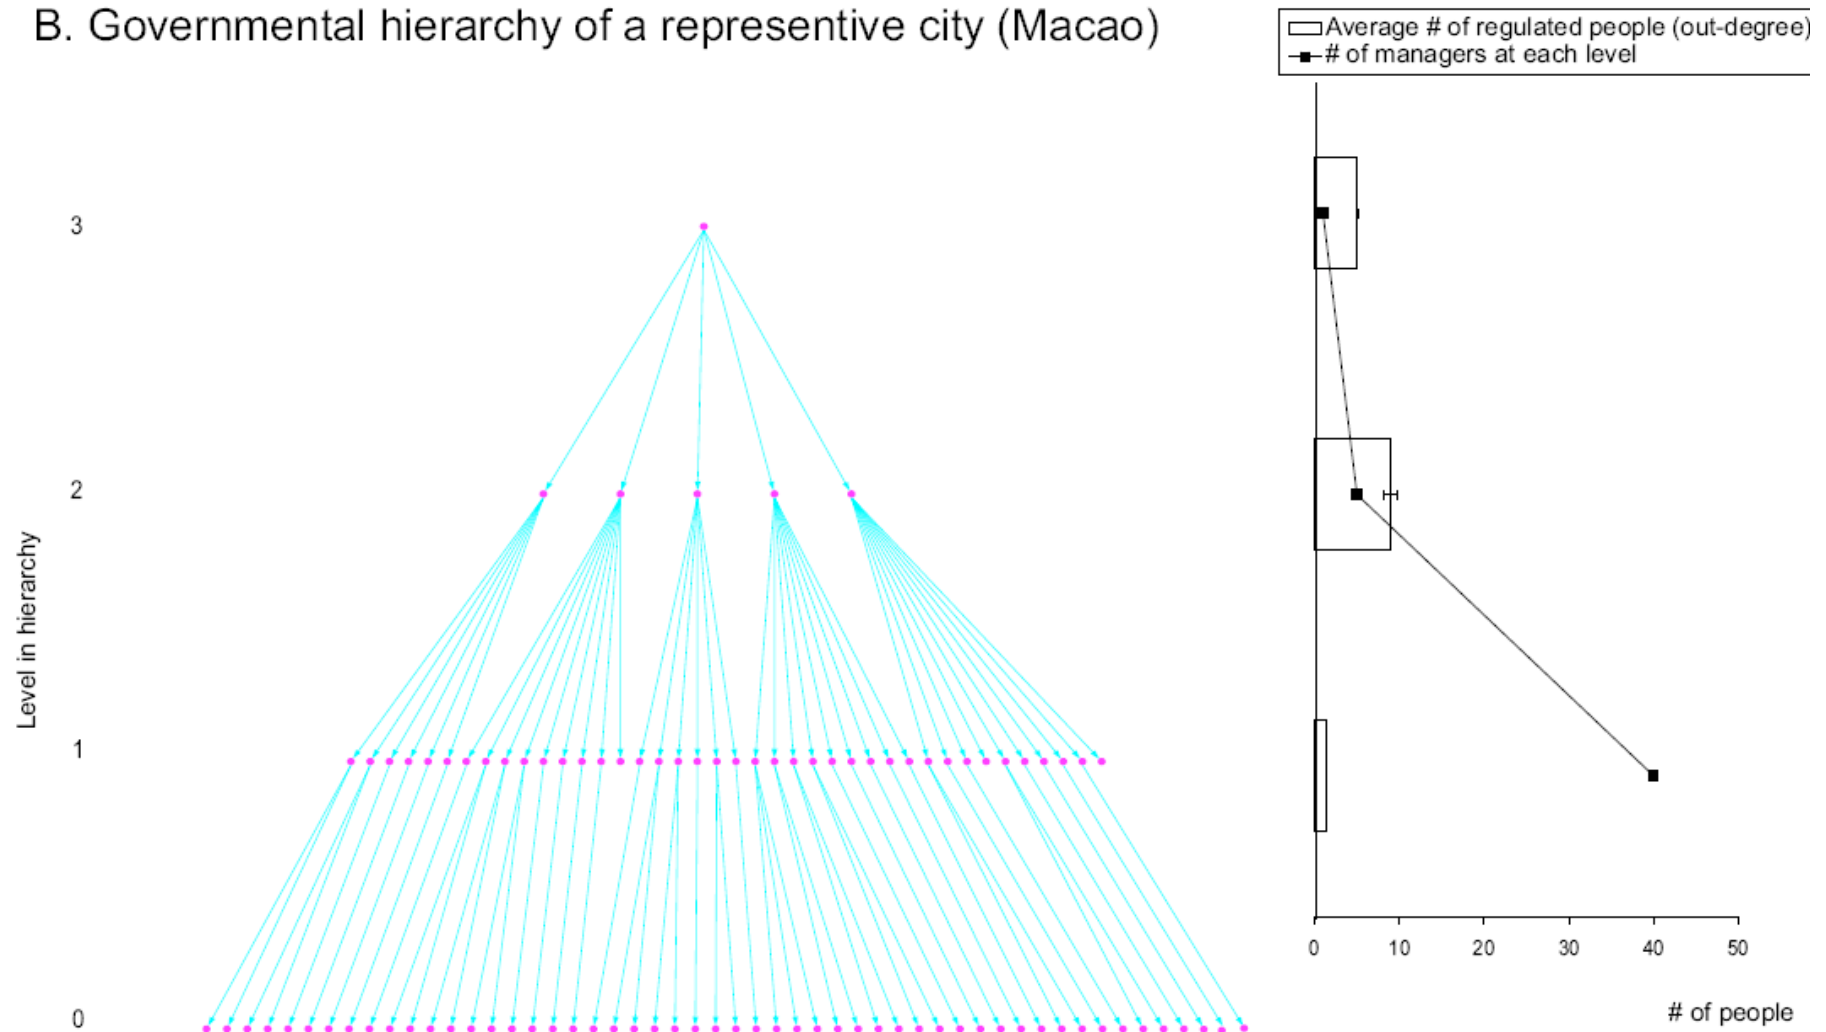 B. Governmental hierarchy of a representive city (Macao)
Average # of regulated people (out-degree)
# of managers at each level
3
2
1
0
Level in hierarchy
0 10 20 30 40 50
# of people